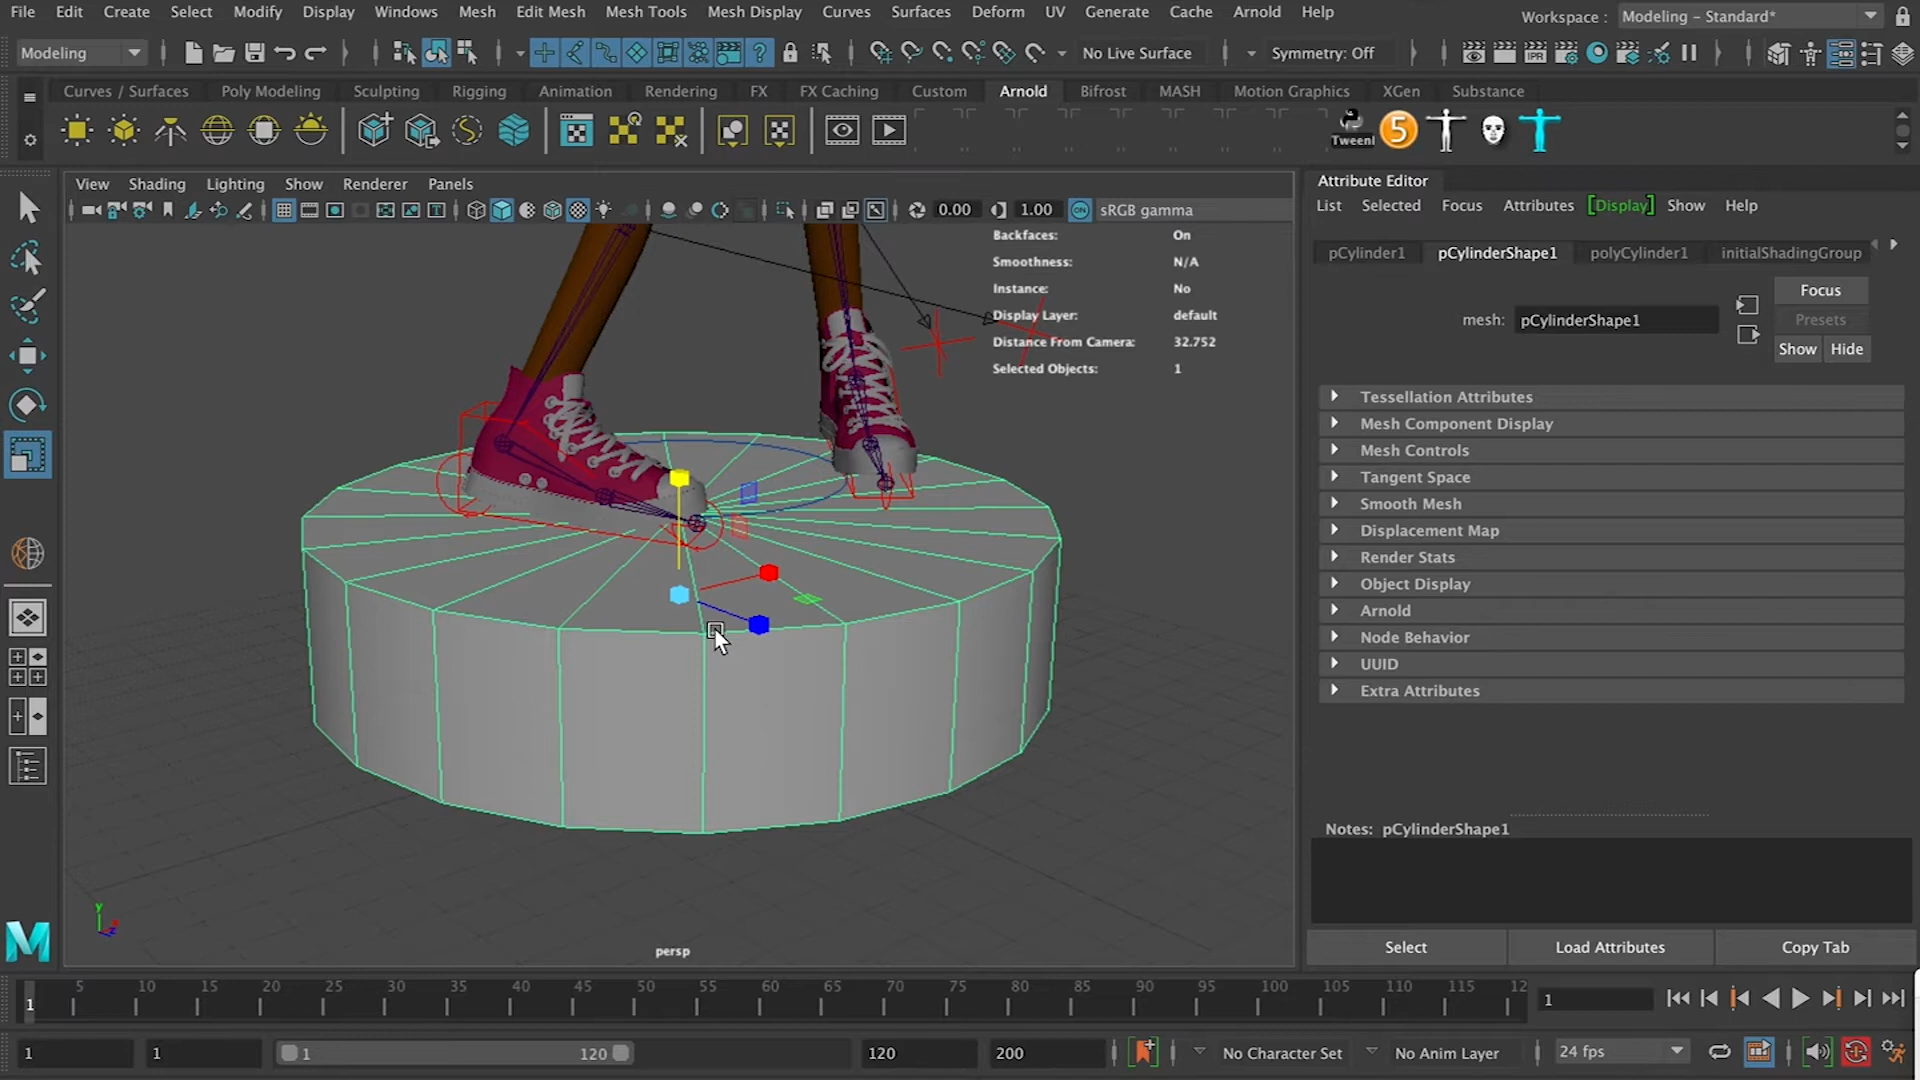 File Edit Create Select Modify Display Windows Mesh Edit Mesh Mesh Tools Mesh Display Curves Surfaces Deform UV Generate Cache Arnold Help Workspace : Modeling - Standard*
Modeling No Live Surface Symmetry: Off IPR
Curves / Surfaces Poly Modeling Sculpting Rigging Animation Rendering FX FX Caching Custom Arnold Bifrost MASH Motion Graphics XGen Substance
TweenI 5
View Shading Lighting Show Renderer Panels
0.00 1.00 ON sRGB gamma
Backfaces: On
Smoothness: N/A
Instance: No
Display Layer: default
Distance From Camera: 32.752
Selected Objects: 1
y
z
persp
Attribute Editor
List Selected Focus Attributes [Display] Show Help
pCylinder1 pCylinderShape1 polyCylinder1 initialShadingGroup
Focus
mesh: pCylinderShape1 Presets
Show Hide
Tessellation Attributes
Mesh Component Display
Mesh Controls
Tangent Space
Smooth Mesh
Displacement Map
Render Stats
Object Display
Arnold
Node Behavior
UUID
Extra Attributes
Notes: pCylinderShape1
Select Load Attributes Copy Tab
M
1 5 10 15 20 25 30 35 40 45 50 55 60 65 70 75 80 85 90 95 100 105 110 115 12 1
1 1 1 120 120 200 No Character Set No Anim Layer 24 fps